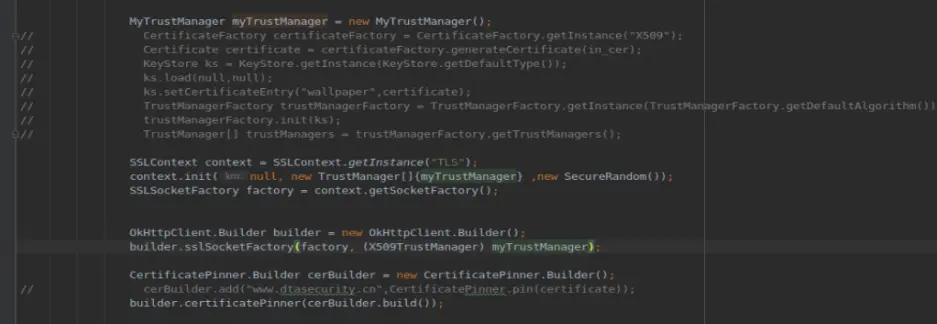 MyTrustManager myTrustManager = new MyTrustManager();
// CertificateFactory certificateFactory = CertificateFactory.getInstance("X509");
// Certificate certificate = certificateFactory.generateCertificate(in_cer);
// KeyStore ks = KeyStore.getInstance(KeyStore.getDefaultType());
// ks.load(null,null);
// ks.setCertificateEntry("wallpaper",certificate);
// TrustManagerFactory trustManagerFactory = TrustManagerFactory.getInstance(TrustManagerFactory.getDefaultAlgorithm())
// trustManagerFactory.init(ks);
// TrustManager[] trustManagers = trustManagerFactory.getTrustManagers();
SSLContext context = SSLContext.getInstance("TLS");
context.init( km: null, new TrustManager[]{myTrustManager} ,new SecureRandom());
SSLSocketFactory factory = context.getSocketFactory();
OkHttpClient.Builder builder = new OkHttpClient.Builder();
builder.sslSocketFactory(factory, (X509TrustManager) myTrustManager);
CertificatePinner.Builder cerBuilder = new CertificatePinner.Builder();
// cerBuilder.add("www.dtasecurity.cn",CertificatePinner.pin(certificate));
builder.certificatePinner(cerBuilder.build());